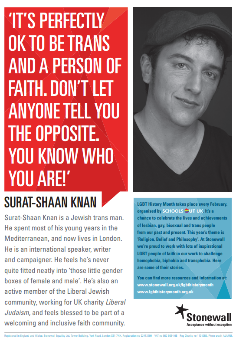 'IT'S PERFECTLY
OK TO BE TRANS
AND A PERSON OF
FAITH. DON'T LET
ANYONE TELL YOU
THE OPPOSITE.
YOU KNOW WHO
YOU ARE!'
SURAT-SHAAN KNAN
Surat-Shaan Knan is a Jewish trans man.
He spent most of his young years in the
Mediterranean, and now lives in London.
He is an international speaker, writer
and campaigner. He feels he's never
quite fitted neatly into 'those little gender
boxes of female and male'. He's also an
active member of the Liberal Jewish
community, working for UK charity Liberal
Judaism, and feels blessed to be part of a
welcoming and inclusive faith community.
LGBT History Month takes place every February
organised by SCHOOLS OUT UK. It's a
chance to celebrate the lives and achievements
of lesbian, gay, bisexual and trans people
from our past and present. This year's theme is
'Religion, Belief and Philosophy'. At Stonewall
we're proud to work with lots of inspirational
LGBT people of faith as we work to challenge
homophobia, biphobia and transphobia. Here
are some of their stories.
You can find more resources and information at:
www.stonewall.org.uk/
Stonewall
Acceptance without exception